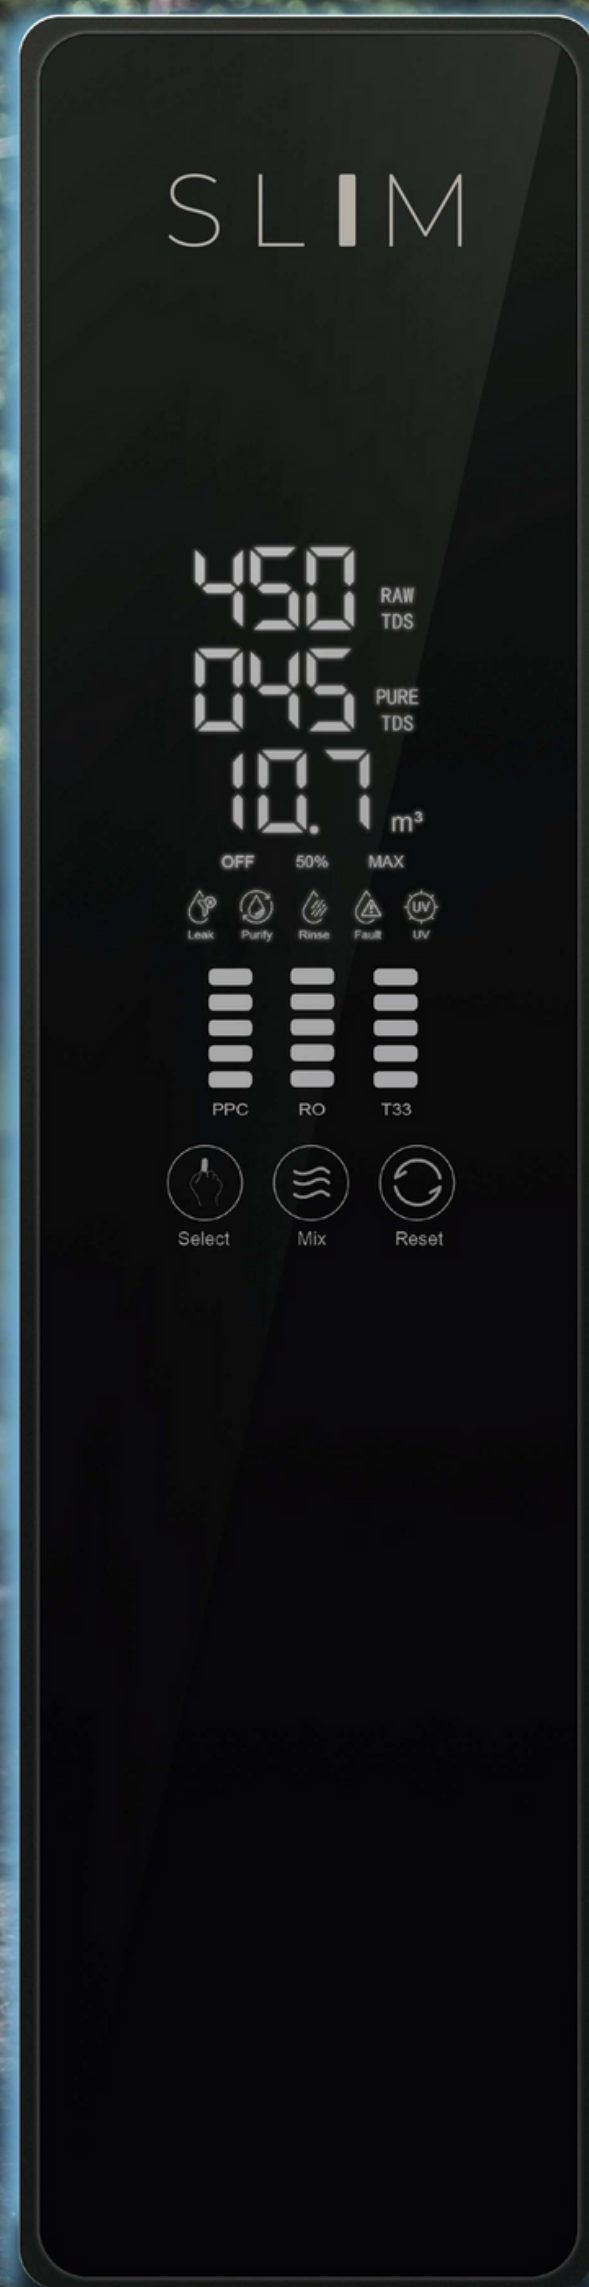 SLIM
450 RAW TDS
045 PURE TDS
10.7 m³
OFF 50% MAX
Leak Purify Rinse Fault UV UV
PPC RO T33
Select Mix Reset